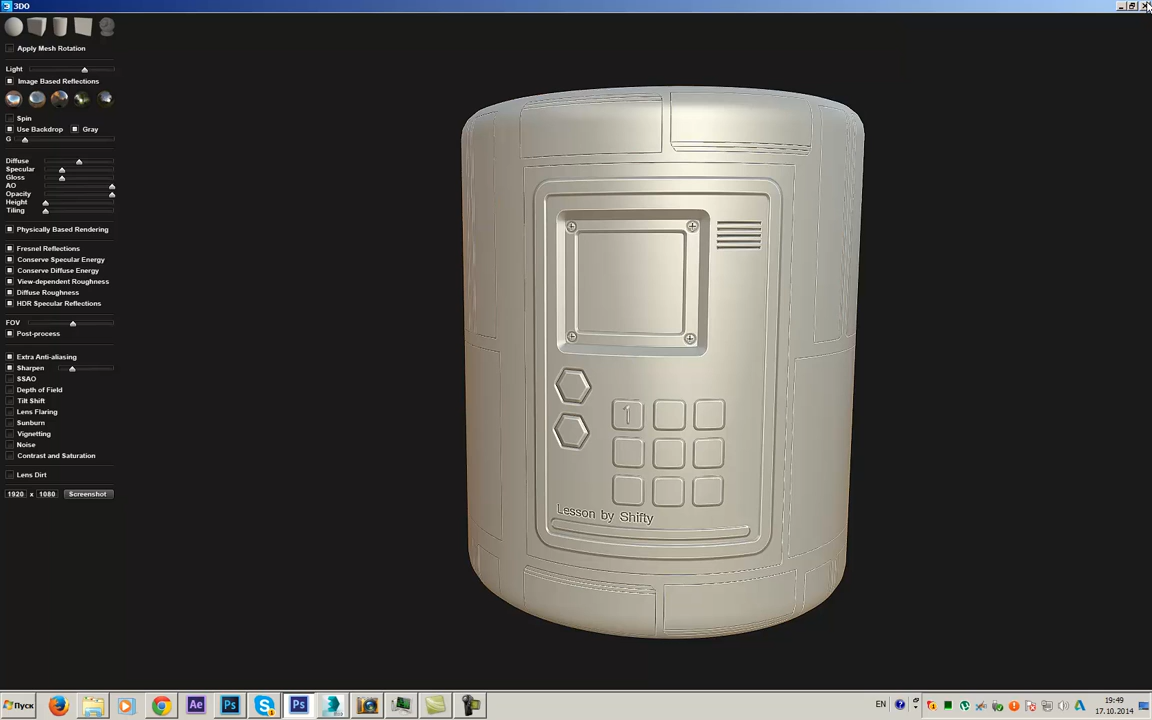 3DO
Apply Mesh Rotation
Light
Image Based Reflections
Spin
Use Backdrop Gray
G
Diffuse
Specular
Gloss
AO
Opacity
Height
Tiling
Physically Based Rendering
Fresnel Reflections
Conserve Specular Energy
Conserve Diffuse Energy
View-dependent Roughness
Diffuse Roughness
HDR Specular Reflections
FOV
Post-process
Extra Anti-aliasing
Sharpen
SSAO
Depth of Field
Tilt Shift
Lens Flaring
Sunburn
Vignetting
Noise
Contrast and Saturation
Lens Dirt
1920 x 1080 Screenshot
1
Lesson by Shifty
Пуск
Ae
Ps
Ps
EN
19:49
17.10.2014